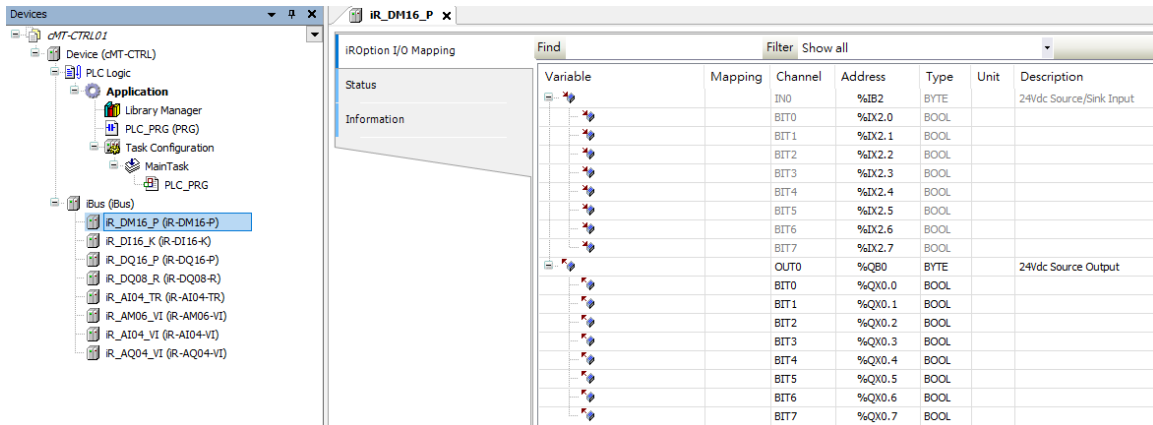 Devices
cMT-CTRL01
Device (cMT-CTRL)
PLC Logic
Application
Library Manager
PLC_PRG (PRG)
Task Configuration
MainTask
PLC_PRG
iBus (iBus)
iR_DM16_P (iR-DM16-P)
iR_DI16_K (iR-DI16-K)
iR_DQ16_P (iR-DQ16-P)
iR_DQ08_R (iR-DQ08-R)
iR_AI04_TR (iR-AI04-TR)
iR_AM06_VI (iR-AM06-VI)
iR_AI04_VI (iR-AI04-VI)
iR_AQ04_VI (iR-AQ04-VI)
iR_DM16_P
iROption I/O Mapping
Status
Information
Find Filter Show all
Variable Mapping Channel Address Type Unit Description
IN0 %IB2 BYTE 24Vdc Source/Sink Input
BIT0 %IX2.0 BOOL
BIT1 %IX2.1 BOOL
BIT2 %IX2.2 BOOL
BIT3 %IX2.3 BOOL
BIT4 %IX2.4 BOOL
BIT5 %IX2.5 BOOL
BIT6 %IX2.6 BOOL
BIT7 %IX2.7 BOOL
OUT0 %QB0 BYTE 24Vdc Source Output
BIT0 %QX0.0 BOOL
BIT1 %QX0.1 BOOL
BIT2 %QX0.2 BOOL
BIT3 %QX0.3 BOOL
BIT4 %QX0.4 BOOL
BIT5 %QX0.5 BOOL
BIT6 %QX0.6 BOOL
BIT7 %QX0.7 BOOL